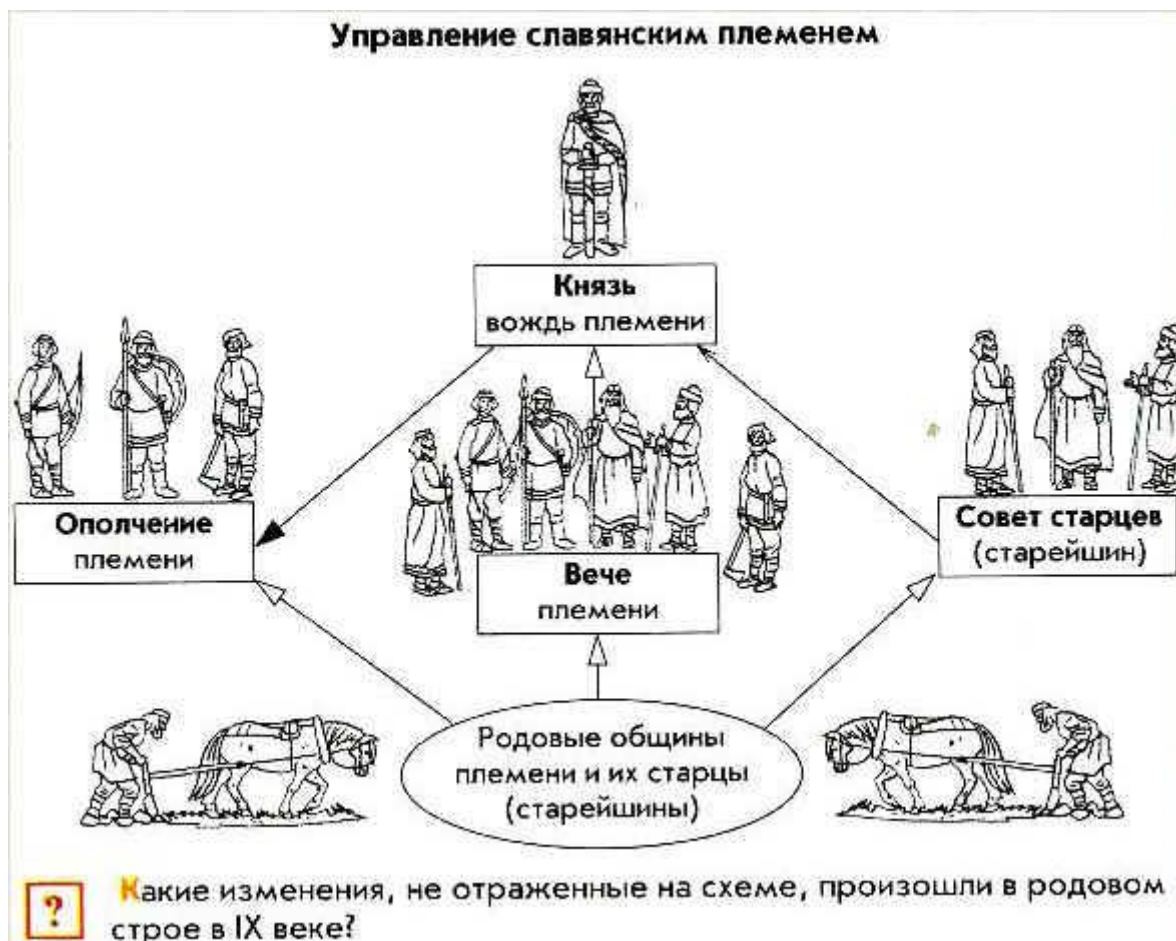 Управление славянским племенем
Князь
вождь племени
Ополчение
племени
Вече
племени
Совет старцев
(старейшин)
Родовые общины
племени и их старцы
(старейшины)
? Какие изменения, не отраженные на схеме, произошли в родовом
строе в IX веке?